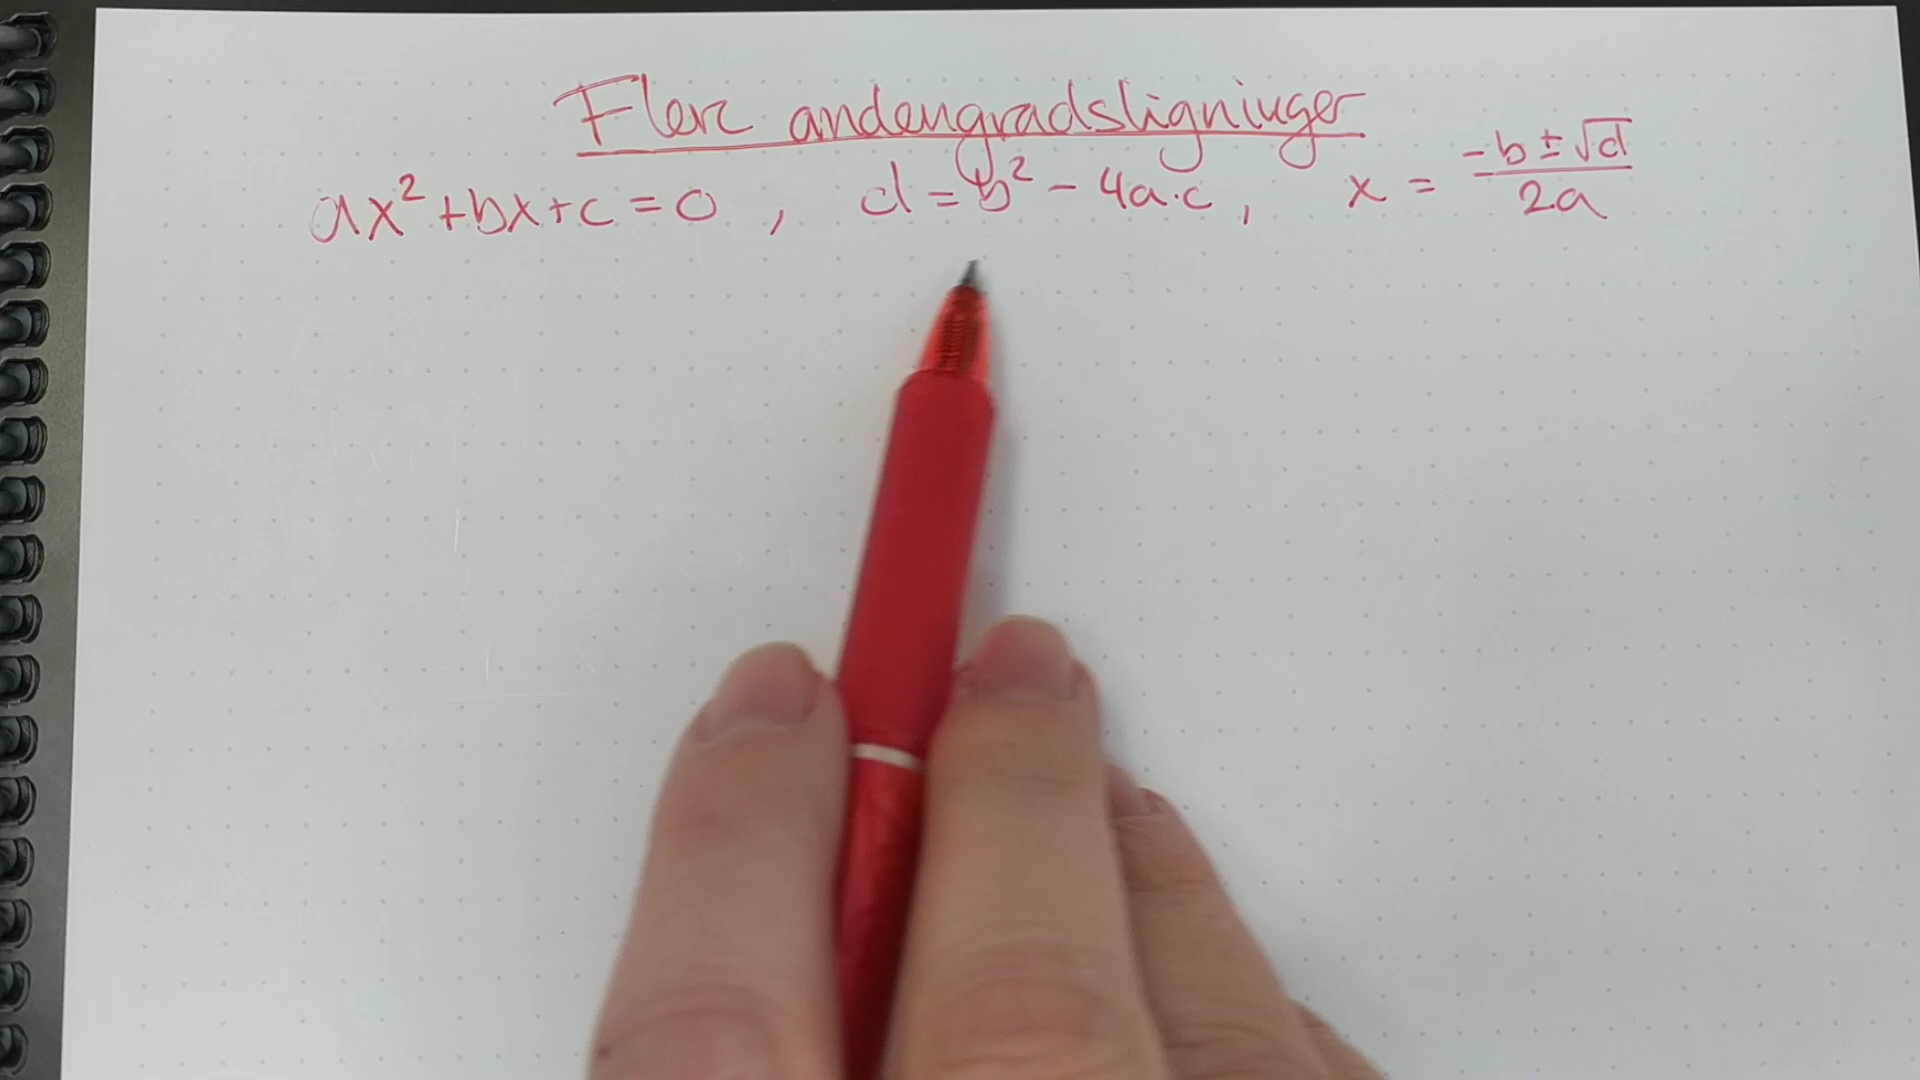 Flere andengradsligninger
ax² + bx + c = 0 , d = b² - 4a·c , x = (-b ± √d) / 2a